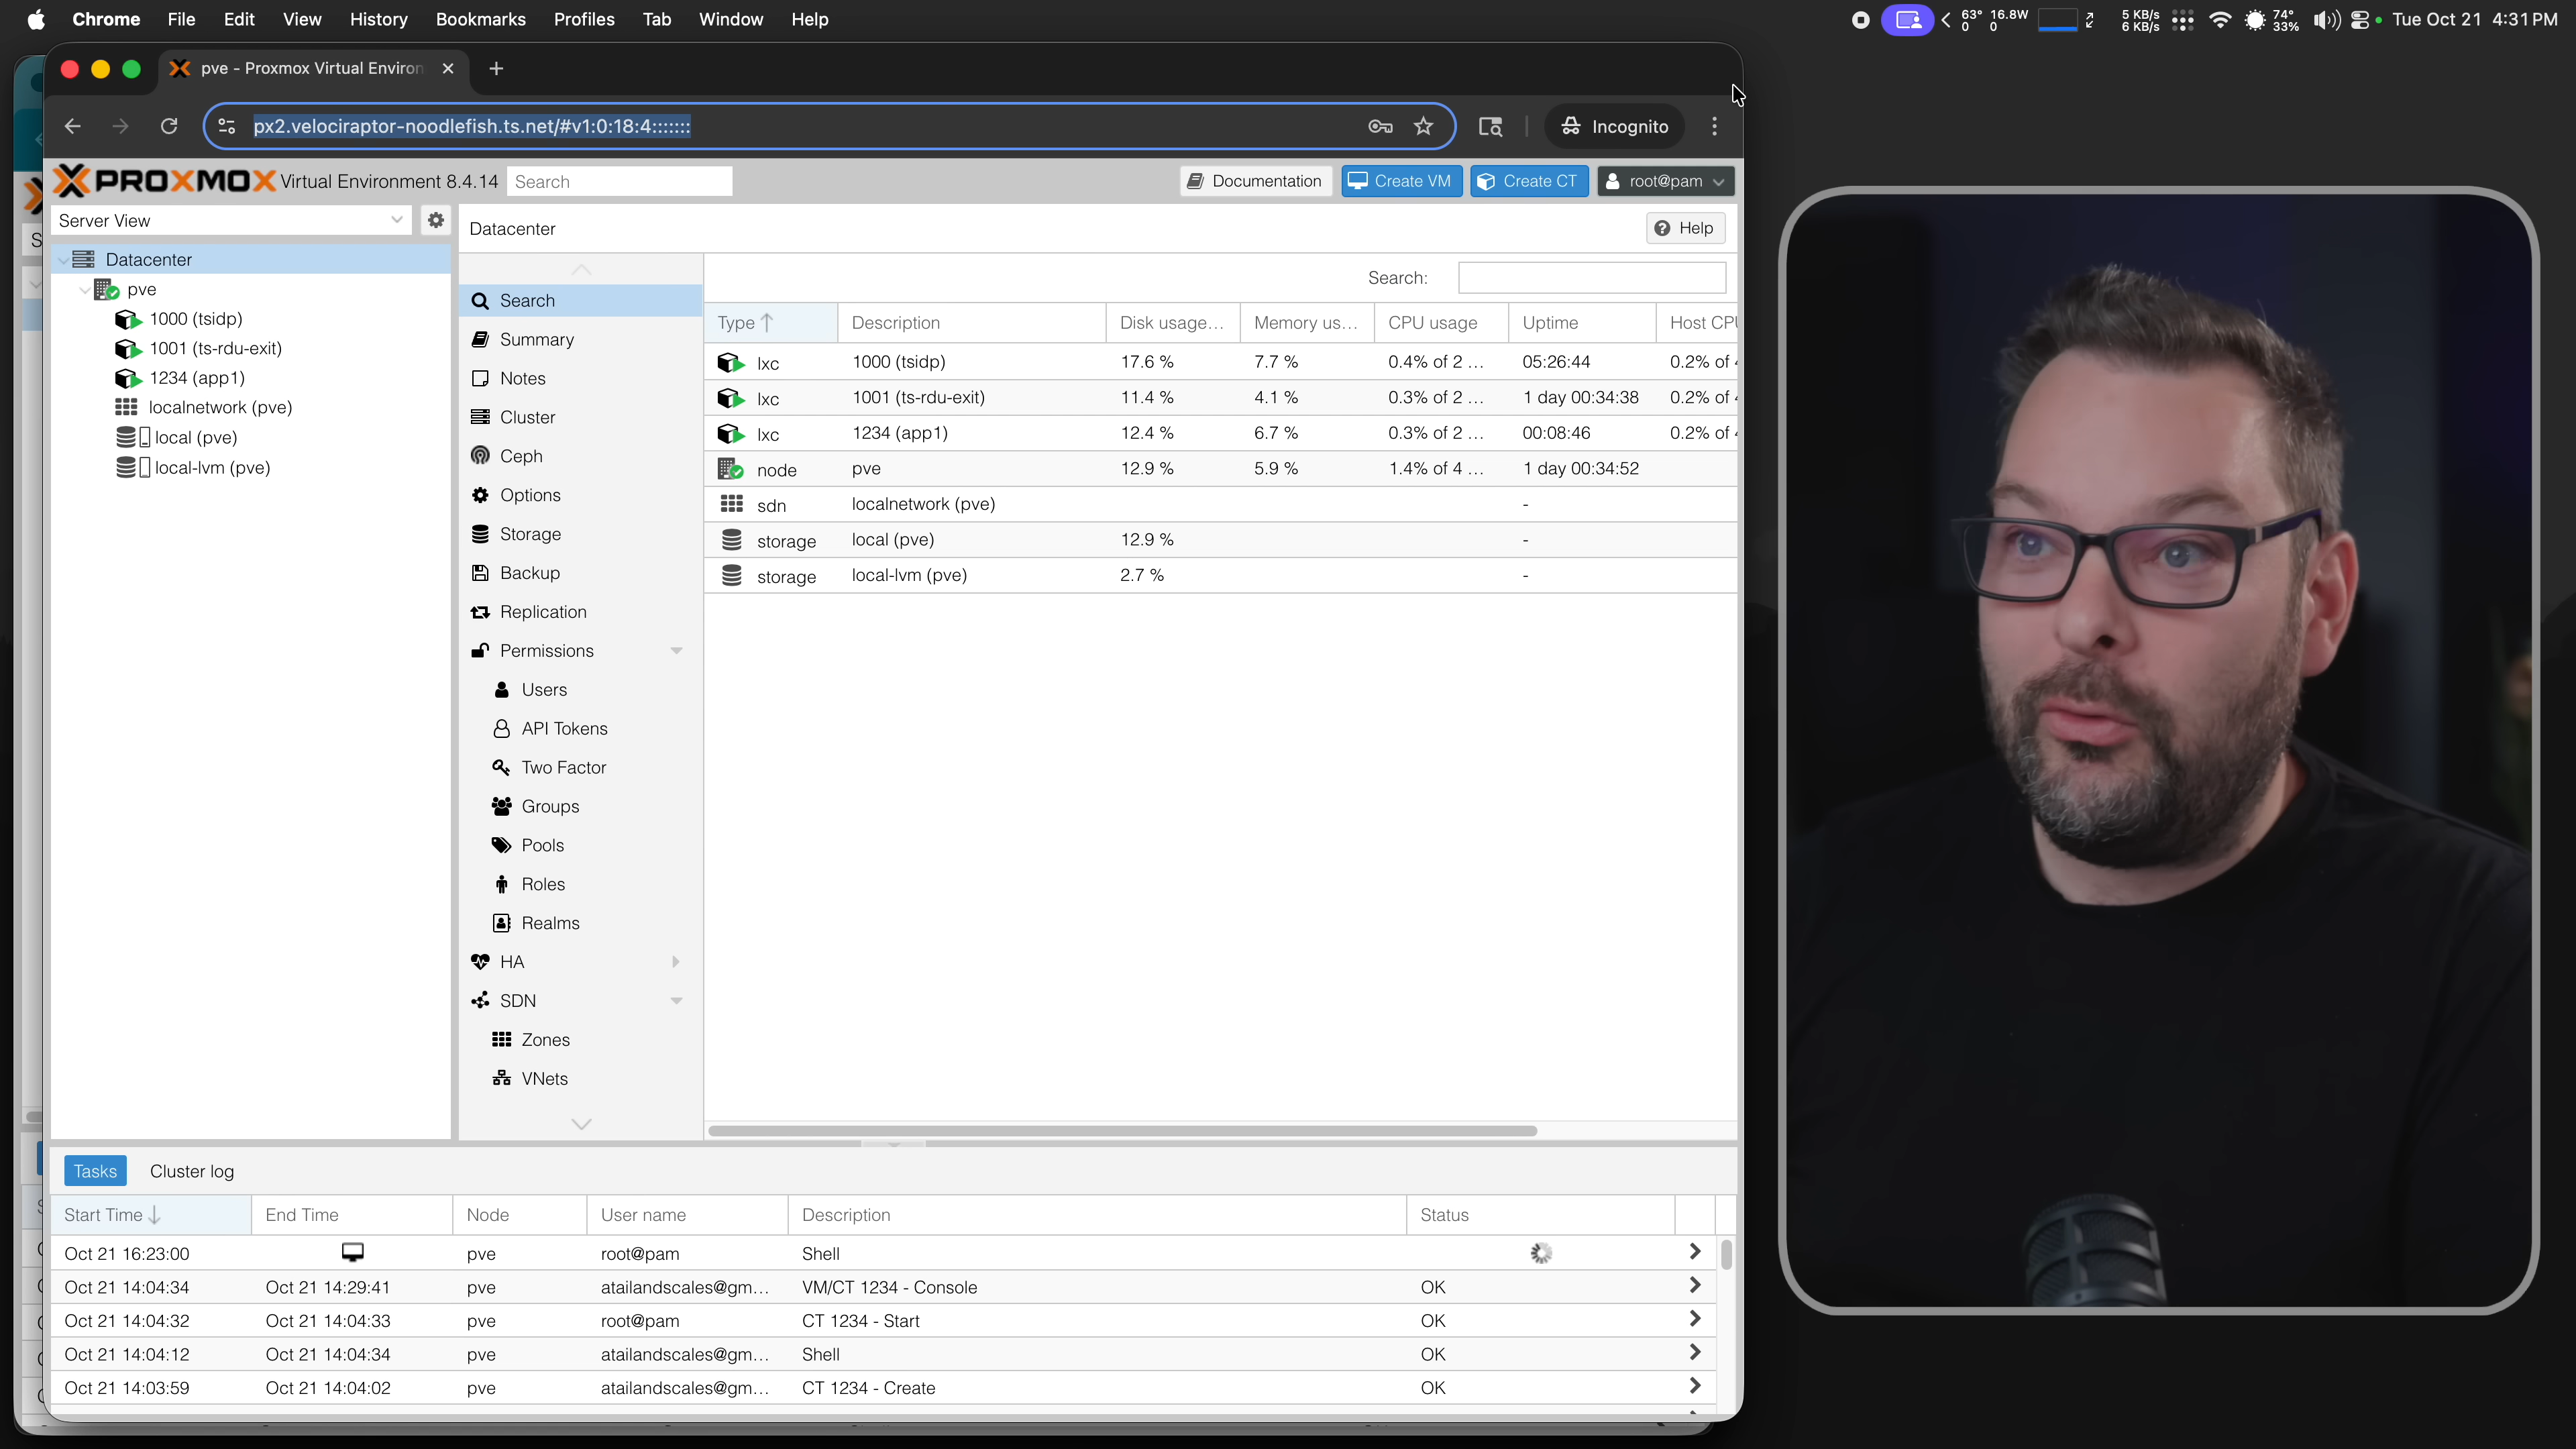 Chrome File Edit View History Bookmarks Profiles Tab Window Help
63° 16.8W
0 0
5 KB/s
6 KB/s
74°
33%
Tue Oct 21 4:31 PM
pve - Proxmox Virtual Environ
px2.velociraptor-noodlefish.ts.net/#v1:0:18:4:::::::
Incognito
PROXMOX Virtual Environment 8.4.14 Search
Documentation Create VM Create CT root@pam
Server View
Datacenter
Help
Datacenter
pve
1000 (tsidp)
1001 (ts-rdu-exit)
1234 (app1)
localnetwork (pve)
local (pve)
local-lvm (pve)
Search
Summary
Notes
Cluster
Ceph
Options
Storage
Backup
Replication
Permissions
Users
API Tokens
Two Factor
Groups
Pools
Roles
Realms
HA
SDN
Zones
VNets
Search:
Type Description Disk usage... Memory us... CPU usage Uptime Host CPU
lxc 1000 (tsidp) 17.6 % 7.7 % 0.4% of 2 ... 05:26:44 0.2% of
lxc 1001 (ts-rdu-exit) 11.4 % 4.1 % 0.3% of 2 ... 1 day 00:34:38 0.2% of
lxc 1234 (app1) 12.4 % 6.7 % 0.3% of 2 ... 00:08:46 0.2% of
node pve 12.9 % 5.9 % 1.4% of 4 ... 1 day 00:34:52
sdn localnetwork (pve) -
storage local (pve) 12.9 % -
storage local-lvm (pve) 2.7 % -
Tasks Cluster log
Start Time End Time Node User name Description Status
Oct 21 16:23:00 pve root@pam Shell
Oct 21 14:04:34 Oct 21 14:29:41 pve atailandscales@gm... VM/CT 1234 - Console OK
Oct 21 14:04:32 Oct 21 14:04:33 pve root@pam CT 1234 - Start OK
Oct 21 14:04:12 Oct 21 14:04:34 pve atailandscales@gm... Shell OK
Oct 21 14:03:59 Oct 21 14:04:02 pve atailandscales@gm... CT 1234 - Create OK